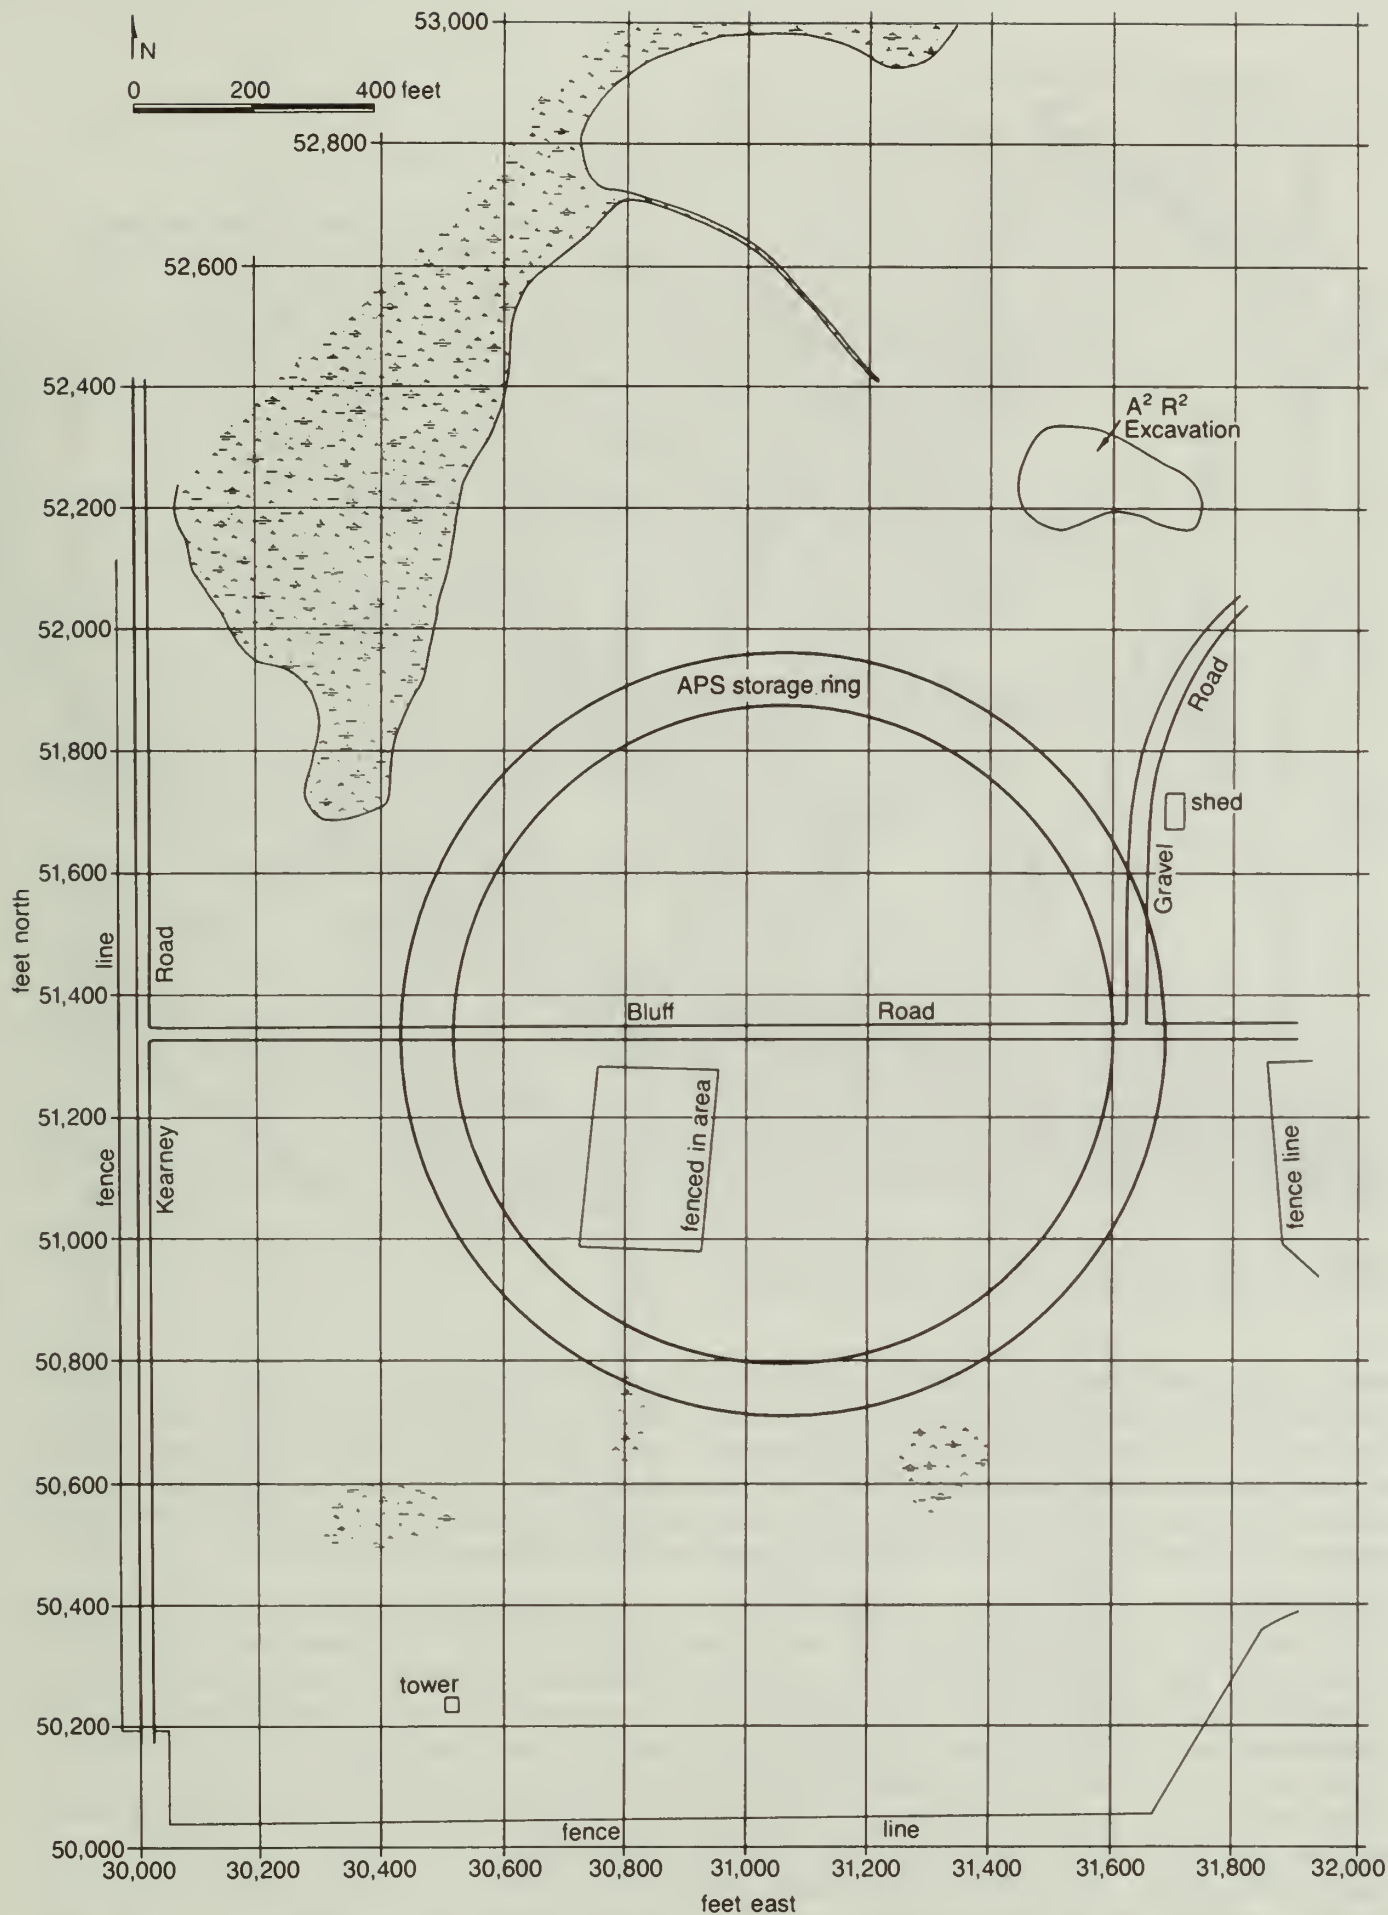 53,000
N
0 200 400 feet
52,800
52,600
52,400
A² R²
Excavation
52,200
52,000
APS storage ring
Road
51,800
shed
51,600
Gravel
feet north
line
Road
51,400
Bluff Road
51,200
fence
Kearney
fenced in area
fence line
51,000
50,800
50,600
50,400
tower
50,200
fence line
50,000
30,000 30,200 30,400 30,600 30,800 31,000 31,200 31,400 31,600 31,800 32,000
feet east